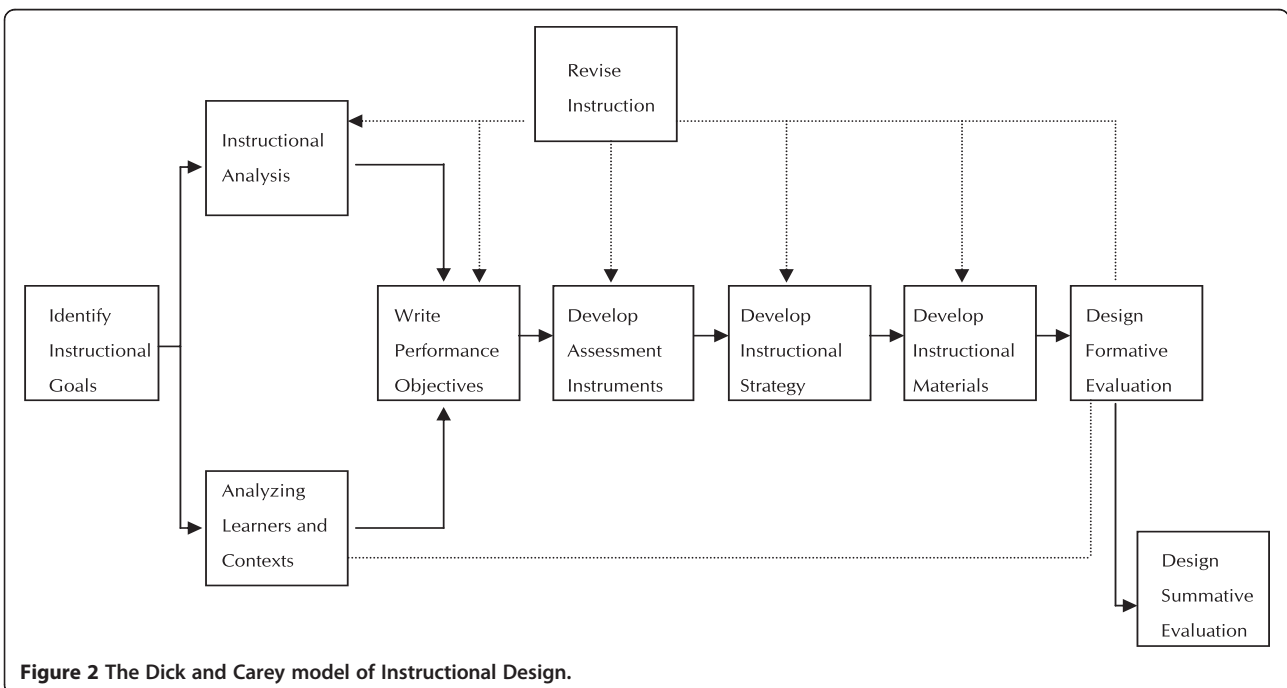 Revise
Instruction
Instructional
Analysis
Identify
Instructional
Goals
Write
Performance
Objectives
Develop
Assessment
Instruments
Develop
Instructional
Strategy
Develop
Instructional
Materials
Design
Formative
Evaluation
Analyzing
Learners and
Contexts
Design
Summative
Evaluation
Figure 2 The Dick and Carey model of Instructional Design.